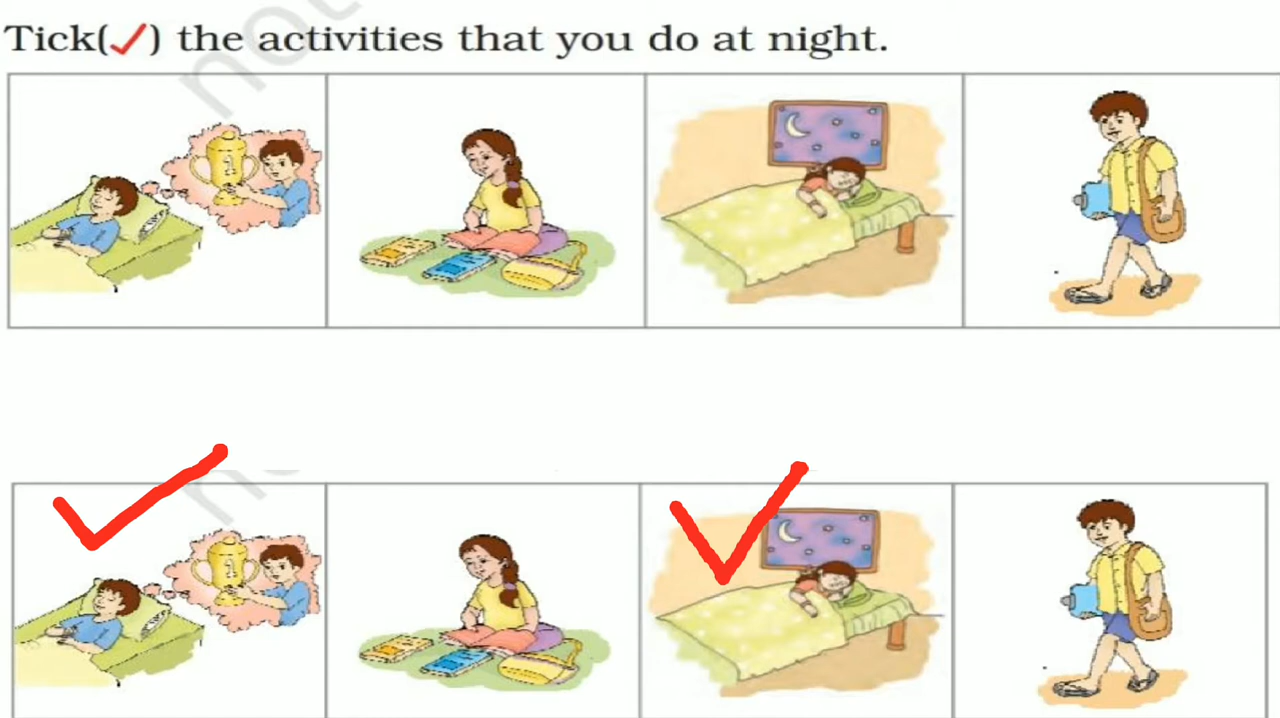 Tick(✓) the activities that you do at night.